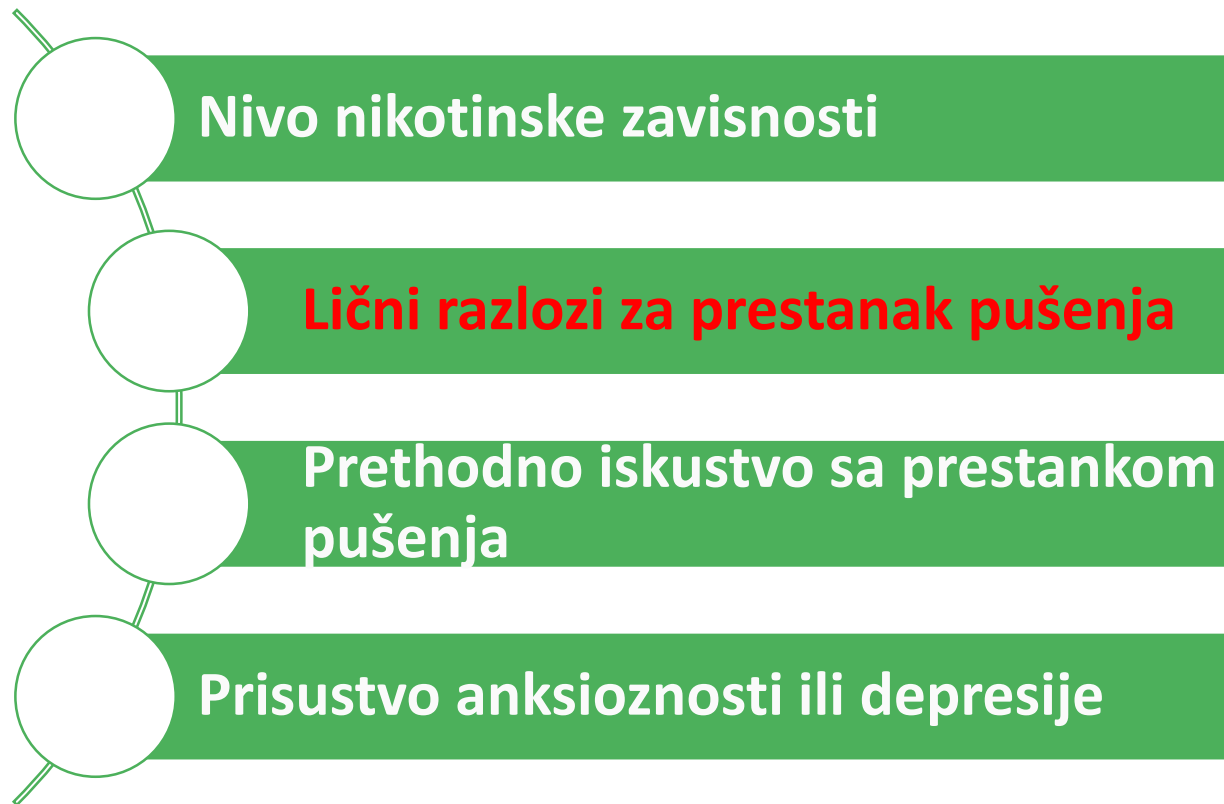 Nivo nikotinske zavisnosti
Lični razlozi za prestanak pušenja
Prethodno iskustvo sa prestankom
pušenja
Prisustvo anksioznosti ili depresije